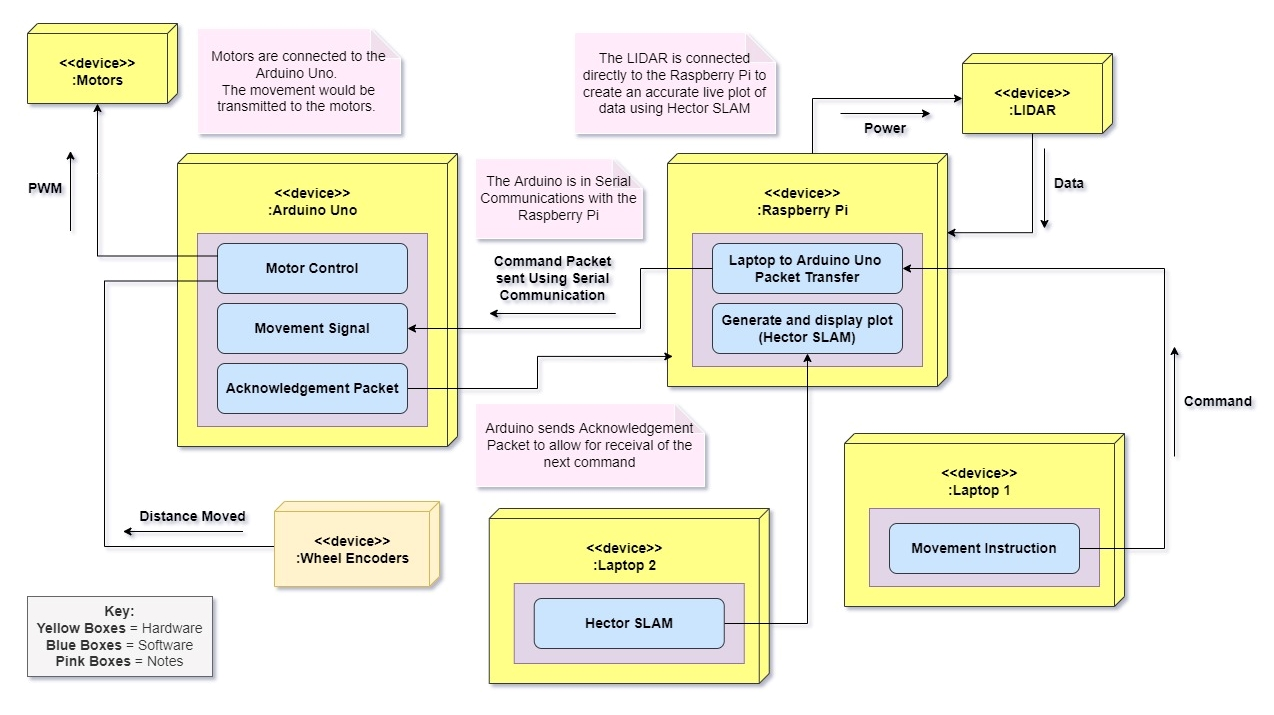 <<device>>
:Motors
Motors are connected to the
Arduino Uno.
The movement would be
transmitted to the motors.
The LIDAR is connected
directly to the Raspberry Pi to
create an accurate live plot of
data using Hector SLAM
<<device>>
:LIDAR
Power
Data
PWM
<<device>>
:Arduino Uno
Motor Control
Movement Signal
Acknowledgement Packet
The Arduino is in Serial
Communications with the
Raspberry Pi
Command Packet
sent Using Serial
Communication
<<device>>
:Raspberry Pi
Laptop to Arduino Uno
Packet Transfer
Generate and display plot
(Hector SLAM)
Command
Arduino sends Acknowledgement
Packet to allow for receival of the
next command
<<device>>
:Laptop 1
Movement Instruction
Distance Moved
<<device>>
:Wheel Encoders
<<device>>
:Laptop 2
Hector SLAM
Key:
Yellow Boxes = Hardware
Blue Boxes = Software
Pink Boxes = Notes